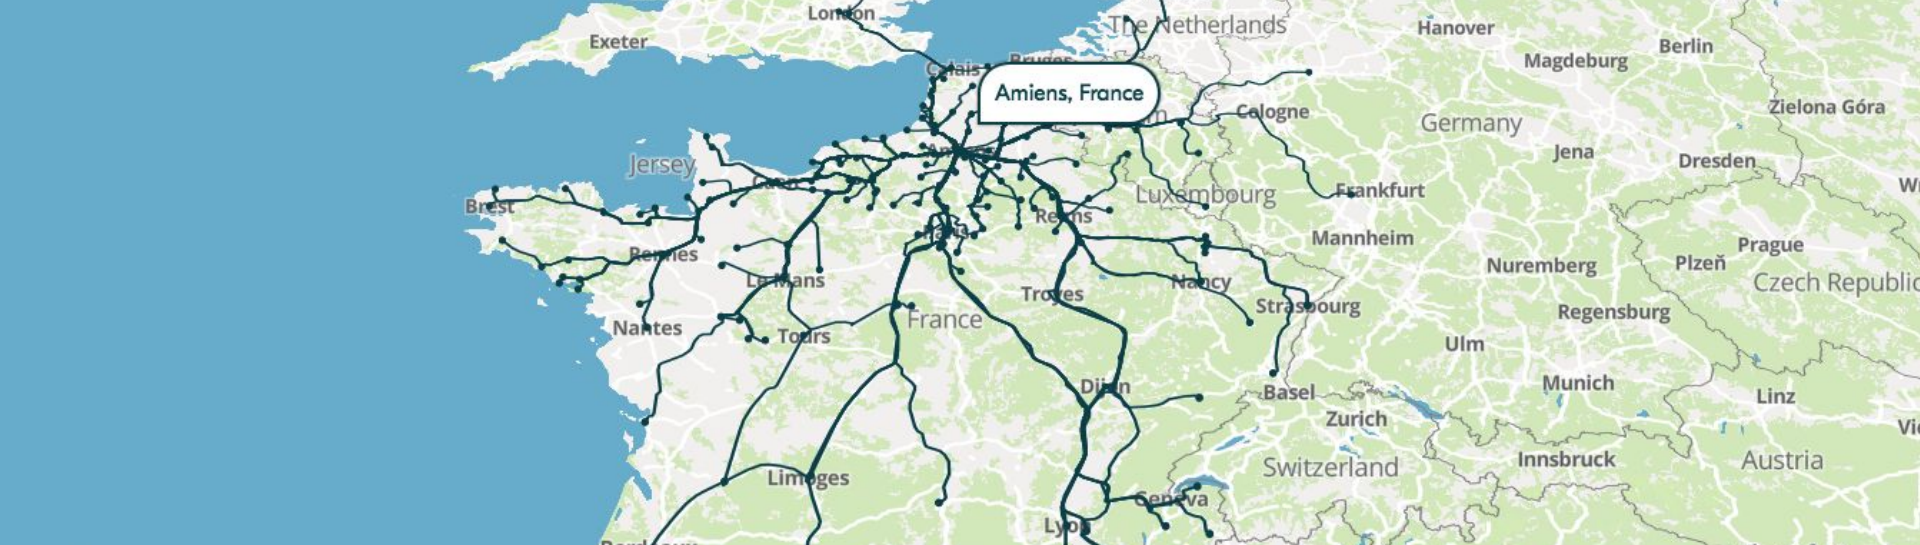 London
The Netherlands
Hanover
Exeter
Berlin
Magdeburg
Calais
Bruges
Amiens, France
Cologne
Zielona Góra
Germany
Jena
Dresden
Jersey
Caen
Luxembourg
Frankfurt
Brest
Reims
Paris
Mannheim
Prague
Rennes
Nuremberg
Plzeň
Le Mans
Troyes
Nancy
Czech Republic
Strasbourg
Regensburg
France
Nantes
Tours
Ulm
Dijon
Basel
Munich
Linz
Zurich
Limoges
Switzerland
Innsbruck
Austria
Geneva
Lyon